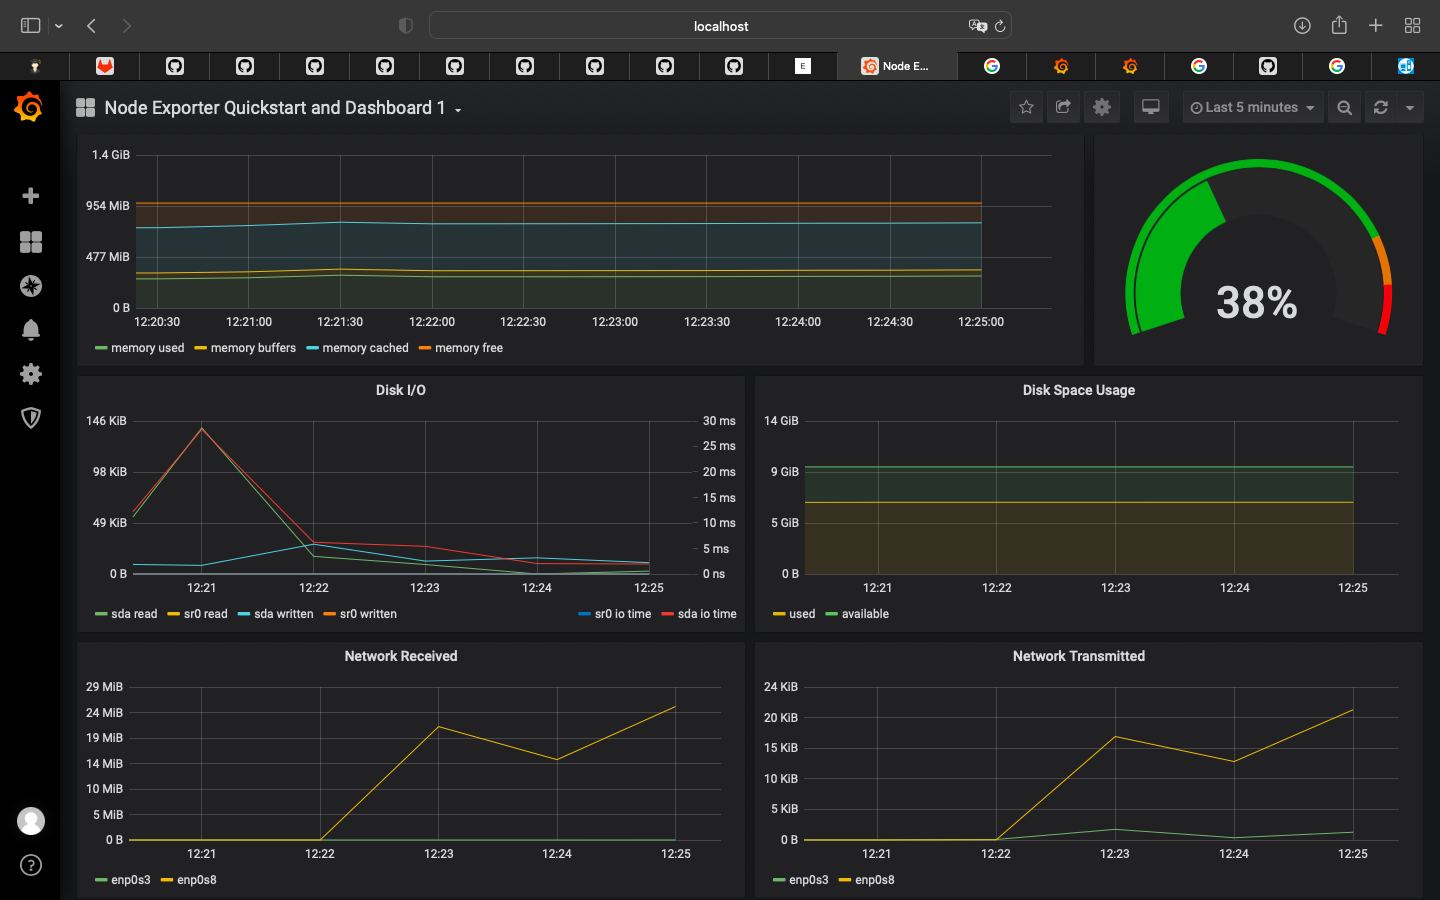 localhost
E
Node E...
Node Exporter Quickstart and Dashboard 1
Last 5 minutes
1.4 GiB
954 MiB
477 MiB
0 B
12:20:30 12:21:00 12:21:30 12:22:00 12:22:30 12:23:00 12:23:30 12:24:00 12:24:30 12:25:00
memory used memory buffers memory cached memory free
38%
Disk I/O
146 KiB
98 KiB
49 KiB
0 B
30 ms
25 ms
20 ms
15 ms
10 ms
5 ms
0 ns
12:21 12:22 12:23 12:24 12:25
sda read sr0 read sda written sr0 written sr0 io time sda io time
Disk Space Usage
14 GiB
9 GiB
5 GiB
0 B
12:21 12:22 12:23 12:24 12:25
used available
Network Received
29 MiB
24 MiB
19 MiB
14 MiB
10 MiB
5 MiB
0 B
12:21 12:22 12:23 12:24 12:25
enp0s3 enp0s8
Network Transmitted
24 KiB
20 KiB
15 KiB
10 KiB
5 KiB
0 B
12:21 12:22 12:23 12:24 12:25
enp0s3 enp0s8